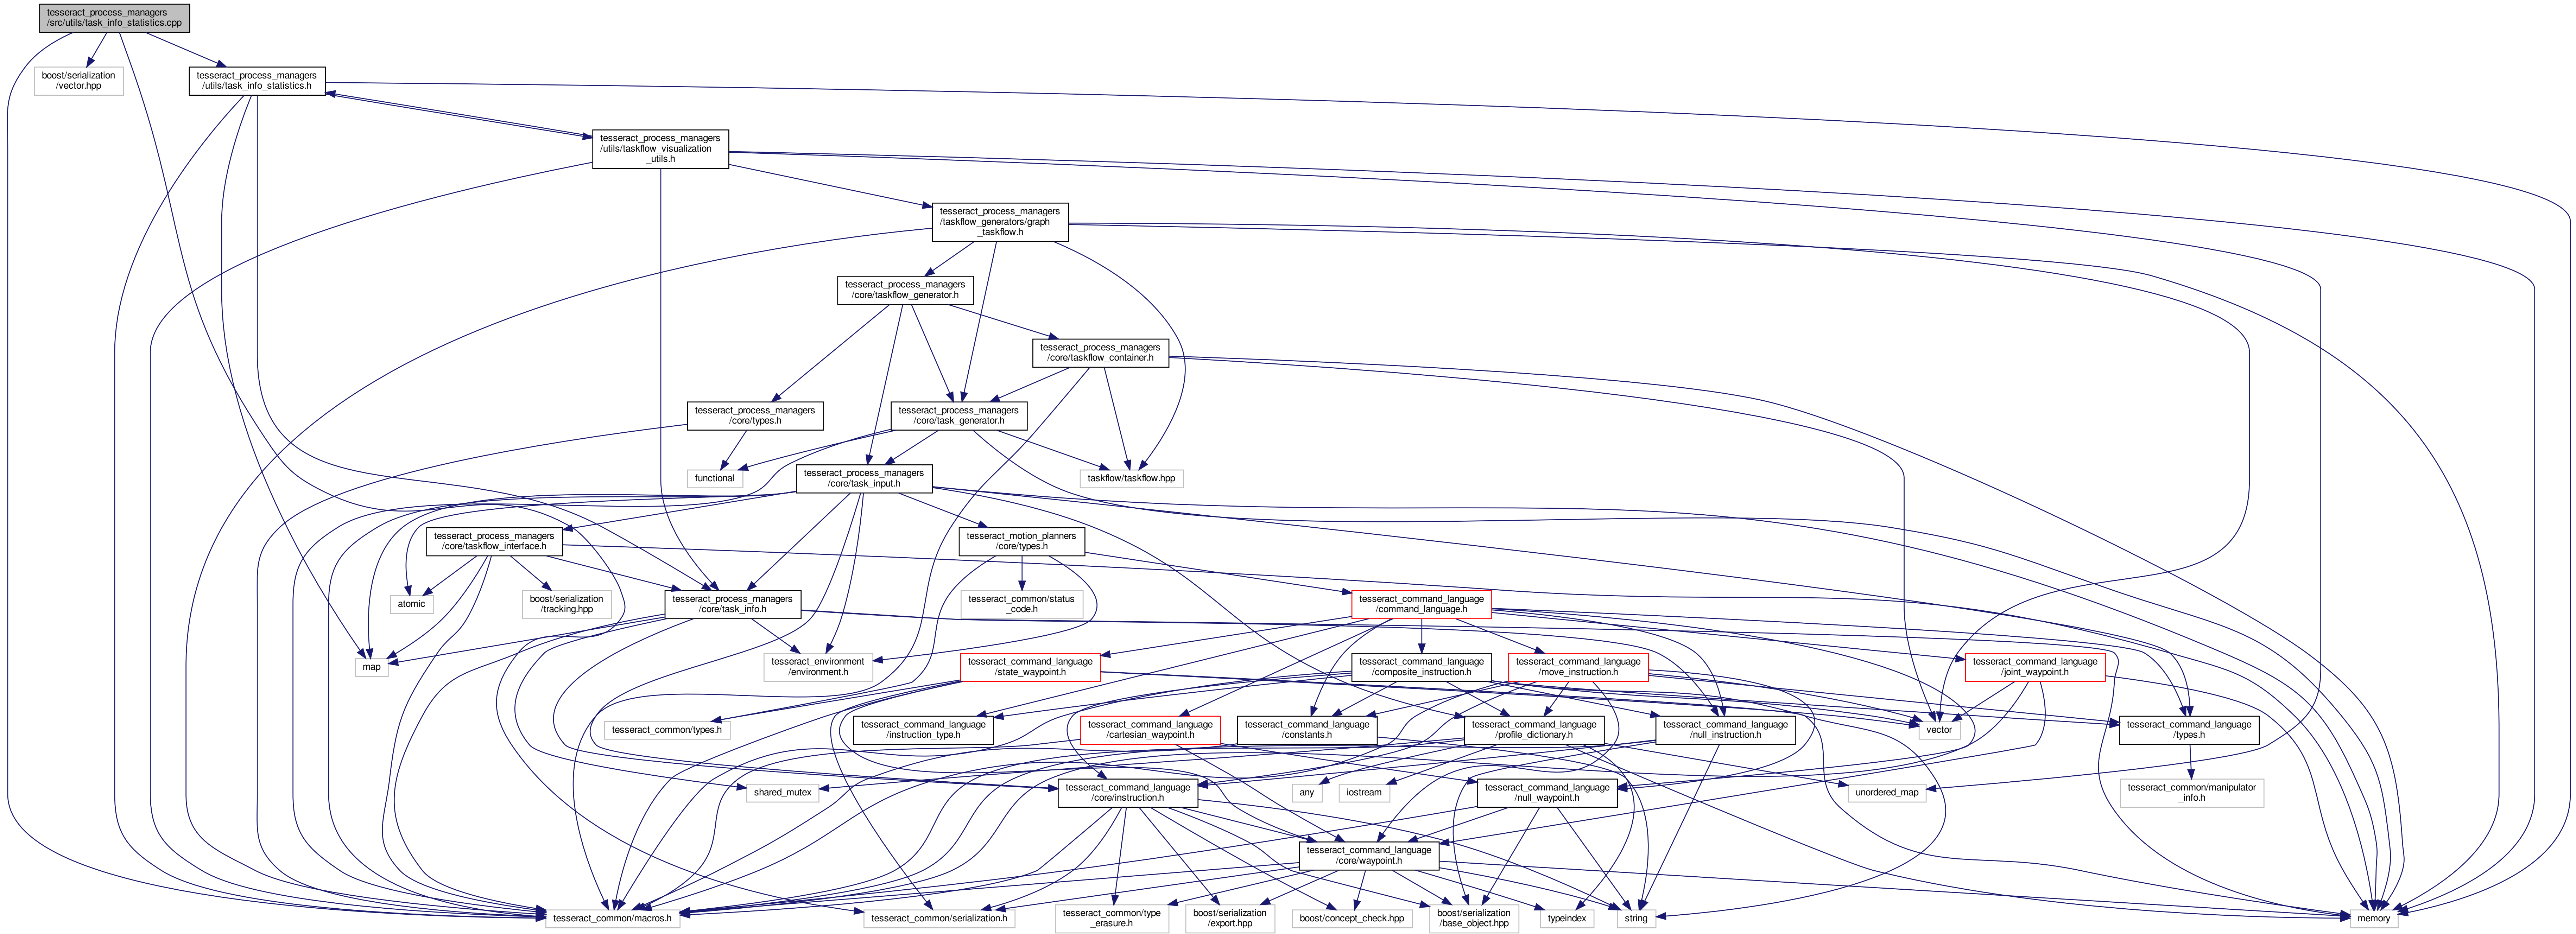 tesseract_process_managers
/src/utils/task_info_statistics.cpp
boost/serialization
/vector.hpp
tesseract_process_managers
/utils/task_info_statistics.h
tesseract_process_managers
/utils/taskflow_visualization
_utils.h
tesseract_process_managers
/taskflow_generators/graph
_taskflow.h
tesseract_process_managers
/core/taskflow_generator.h
tesseract_process_managers
/core/taskflow_container.h
tesseract_process_managers
/core/types.h
tesseract_process_managers
/core/task_generator.h
functional
tesseract_process_managers
/core/task_input.h
taskflow/taskflow.hpp
tesseract_process_managers
/core/taskflow_interface.h
tesseract_motion_planners
/core/types.h
atomic
boost/serialization
/tracking.hpp
tesseract_process_managers
/core/task_info.h
tesseract_common/status
_code.h
tesseract_command_language
/command_language.h
map
tesseract_environment
/environment.h
tesseract_command_language
/state_waypoint.h
tesseract_command_language
/composite_instruction.h
tesseract_command_language
/move_instruction.h
tesseract_command_language
/joint_waypoint.h
tesseract_common/types.h
tesseract_command_language
/instruction_type.h
tesseract_command_language
/cartesian_waypoint.h
tesseract_command_language
/constants.h
tesseract_command_language
/profile_dictionary.h
tesseract_command_language
/null_instruction.h
vector
tesseract_command_language
/types.h
shared_mutex
tesseract_command_language
/core/instruction.h
any
iostream
tesseract_command_language
/null_waypoint.h
unordered_map
tesseract_common/manipulator
_info.h
tesseract_command_language
/core/waypoint.h
tesseract_common/macros.h
tesseract_common/serialization.h
tesseract_common/type
_erasure.h
boost/serialization
/export.hpp
boost/concept_check.hpp
boost/serialization
/base_object.hpp
typeindex
string
memory